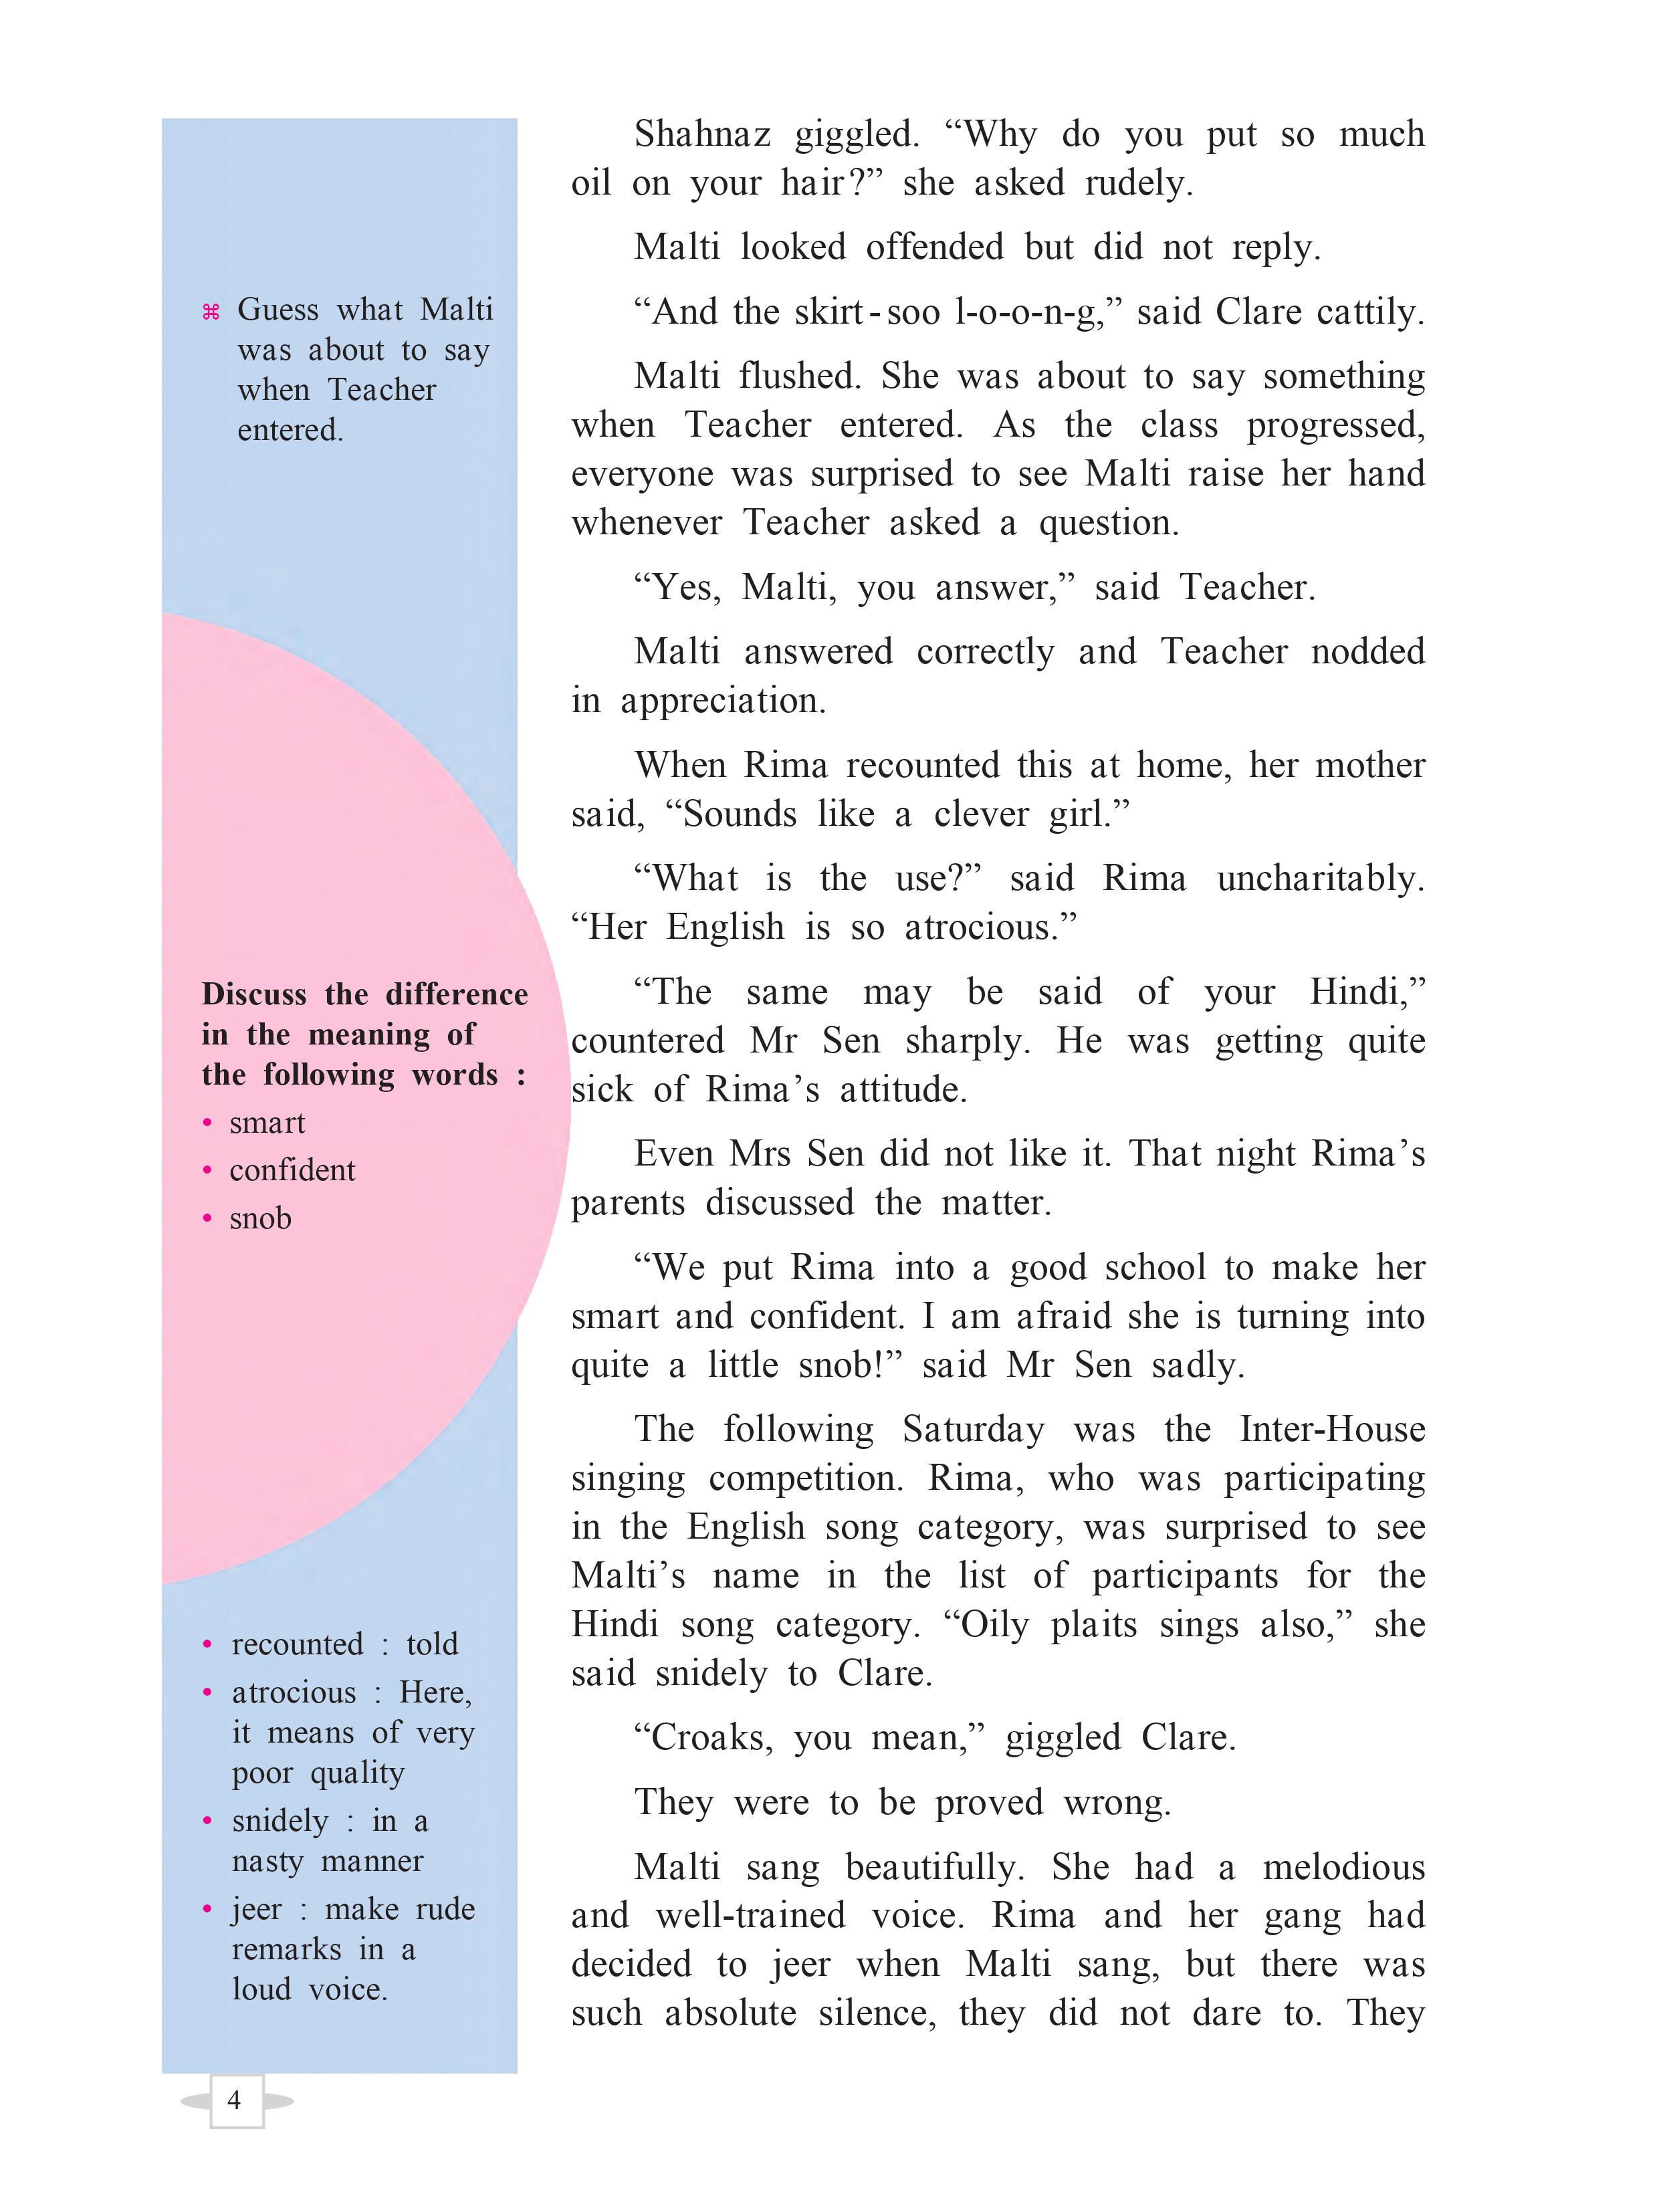 Shahnaz giggled. “Why do you put so much
oil on your hair?” she asked rudely.
Malti looked offended but did not reply.
“And the skirt - soo l-o-o-n-g,” said Clare cattily.
Malti flushed. She was about to say something
when Teacher entered. As the class progressed,
everyone was surprised to see Malti raise her hand
whenever Teacher asked a question.
“Yes, Malti, you answer,” said Teacher.
Malti answered correctly and Teacher nodded
in appreciation.
When Rima recounted this at home, her mother
said, “Sounds like a clever girl.”
“What is the use?” said Rima uncharitably.
“Her English is so atrocious.”
“The same may be said of your Hindi,”
countered Mr Sen sharply. He was getting quite
sick of Rima’s attitude.
Even Mrs Sen did not like it. That night Rima’s
parents discussed the matter.
“We put Rima into a good school to make her
smart and confident. I am afraid she is turning into
quite a little snob!” said Mr Sen sadly.
The following Saturday was the Inter-House
singing competition. Rima, who was participating
in the English song category, was surprised to see
Malti’s name in the list of participants for the
Hindi song category. “Oily plaits sings also,” she
said snidely to Clare.
“Croaks, you mean,” giggled Clare.
They were to be proved wrong.
Malti sang beautifully. She had a melodious
and well-trained voice. Rima and her gang had
decided to jeer when Malti sang, but there was
such absolute silence, they did not dare to. They
⌘ Guess what Malti
was about to say
when Teacher
entered.
Discuss the difference
in the meaning of
the following words :
• smart
• confident
• snob
• recounted : told
• atrocious : Here,
it means of very
poor quality
• snidely : in a
nasty manner
• jeer : make rude
remarks in a
loud voice.
4